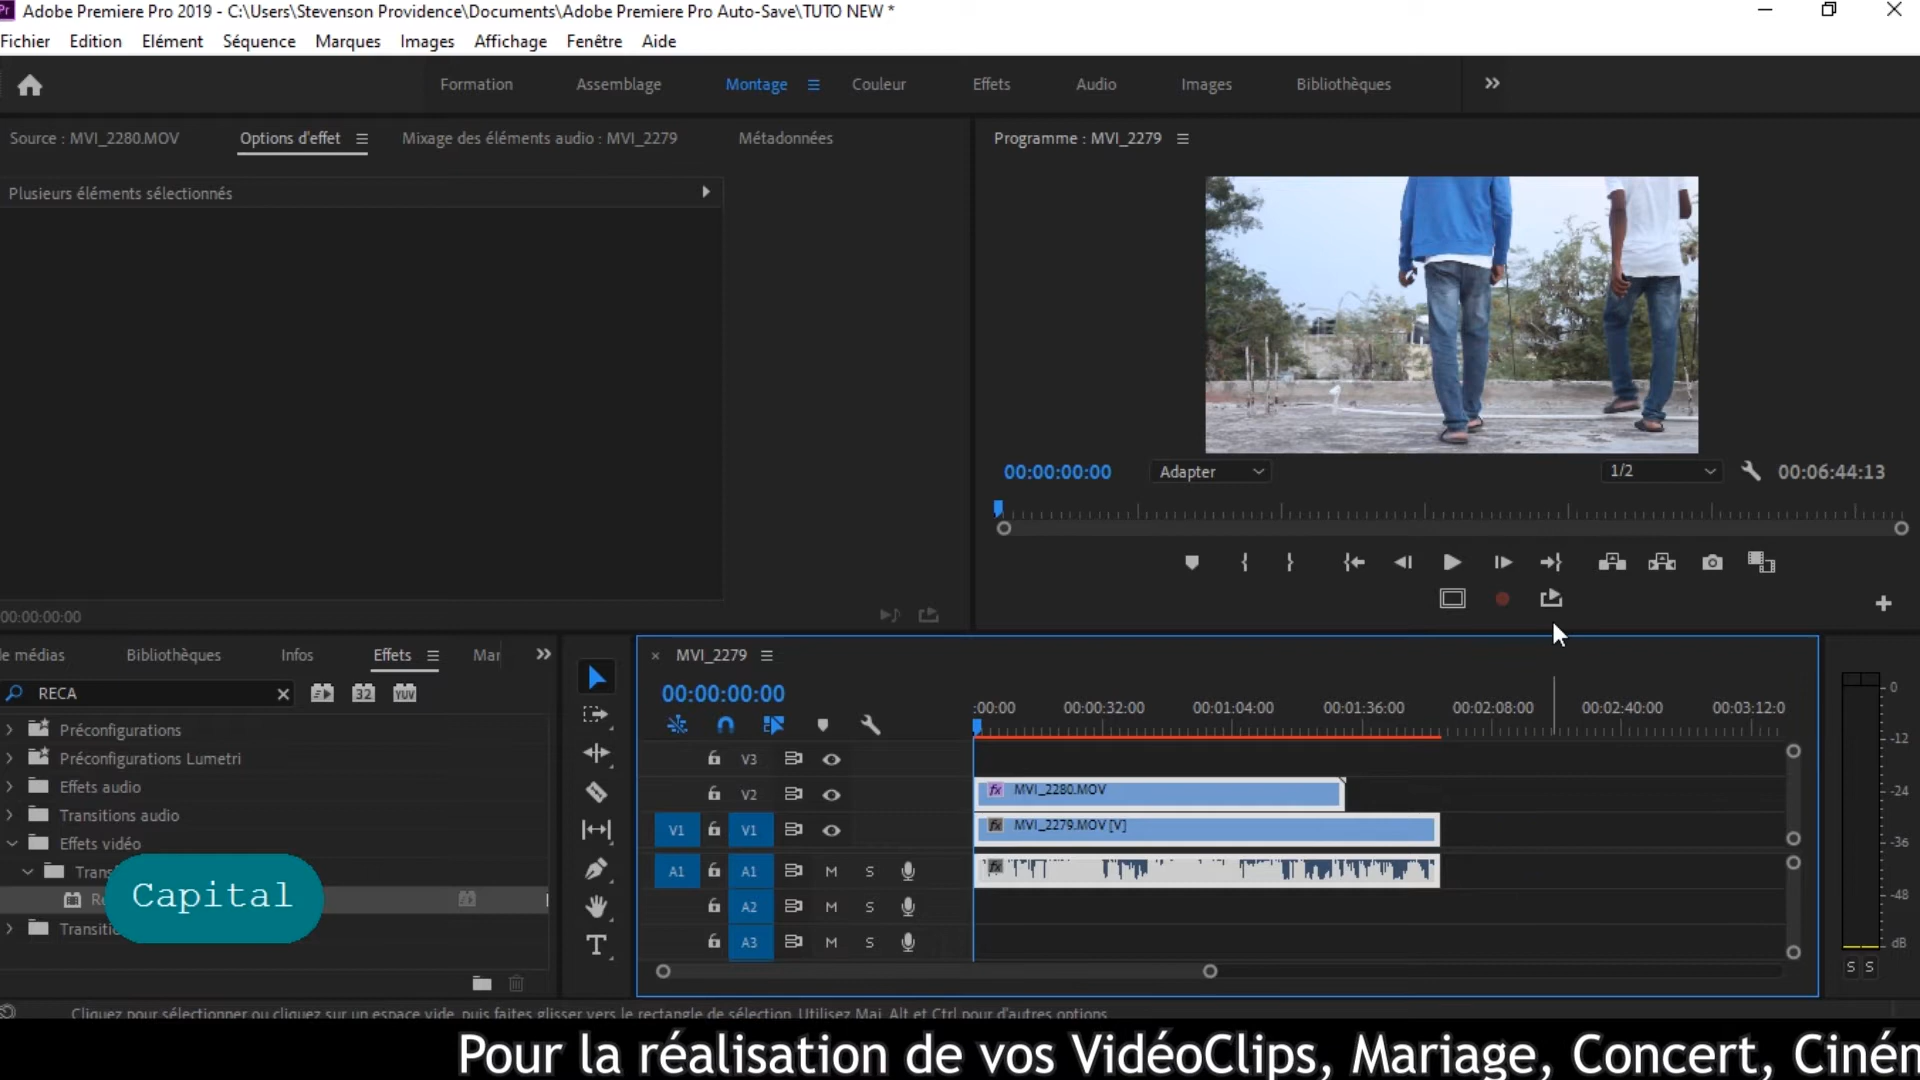 Adobe Premiere Pro 2019 - C:\Users\Stevenson Providence\Documents\Adobe Premiere Pro Auto-Save\TUTO NEW *
Fichier Edition Elément Séquence Marques Images Affichage Fenêtre Aide
Formation Assemblage Montage Couleur Effets Audio Images Bibliothèques
Source : MVI_2280.MOV Options d'effet Mixage des éléments audio : MVI_2279 Métadonnées
Programme : MVI_2279
Plusieurs éléments sélectionnés
00:00:00:00 Adapter 1/2 00:06:44:13
00:00:00:00
de médias Bibliothèques Infos Effets Mar
MVI_2279
RECA
00:00:00:00
:00:00 00:00:32:00 00:01:04:00 00:01:36:00 00:02:08:00 00:02:40:00 00:03:12:0
Préconfigurations
Préconfigurations Lumetri
Effets audio
Transitions audio
Effets vidéo
Trans
Capital
Transiti
V3
V2 fx MVI_2280.MOV
V1 V1 fx MVI_2279.MOV [V]
A1 A1 M S fx
A2 M S
A3 M S
0
-12
-24
-36
-48
dB
S S
Cliquez pour sélectionner ou cliquez sur un espace vide, puis faites glisser vers le rectangle de sélection. Utilisez Maj, Alt et Ctrl pour d'autres options.
Pour la réalisation de vos VidéoClips, Mariage, Concert, Ciném